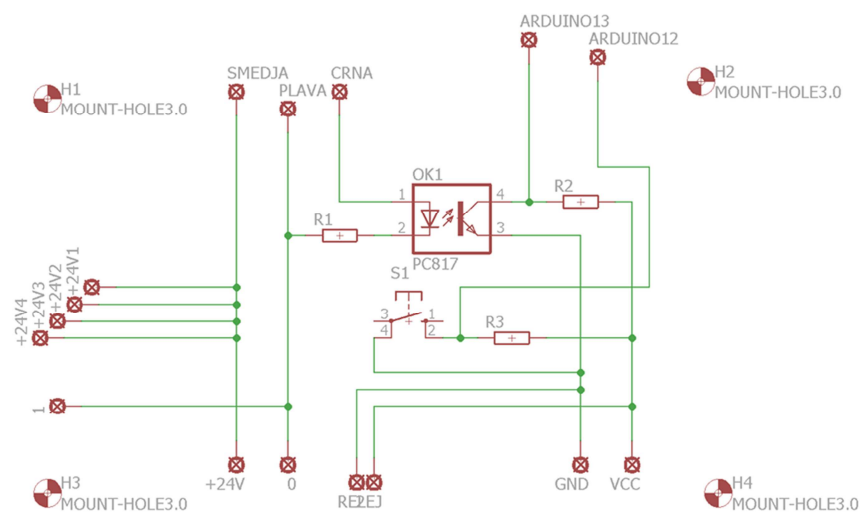 ARDUINO13
ARDUINO12
SMEDJA
CRNA
PLAVA
H1
MOUNT-HOLE3.0
H2
MOUNT-HOLE3.0
OK1
1
4
R2
2
3
R1
PC817
S1
+24V1
+24V2
+24V3
+24V4
3
1
4
2
R3
1
+24V
0
GND
VCC
H3
MOUNT-HOLE3.0
H4
MOUNT-HOLE3.0